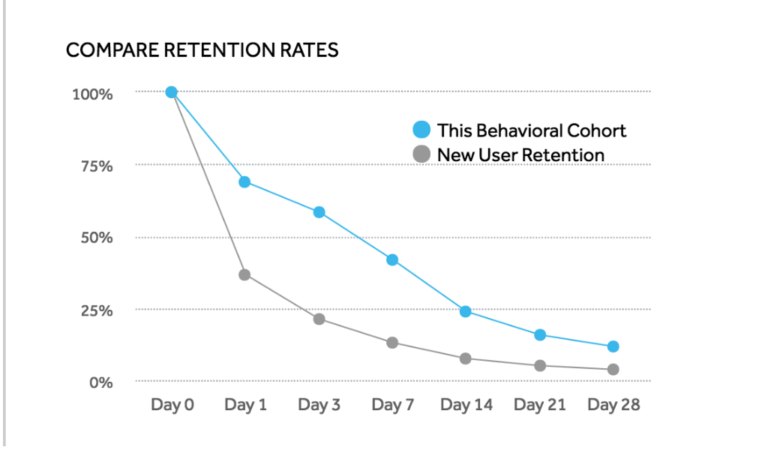 COMPARE RETENTION RATES
100%
This Behavioral Cohort
New User Retention
75%
50%
25%
0%
Day 0 Day 1 Day 3 Day 7 Day 14 Day 21 Day 28